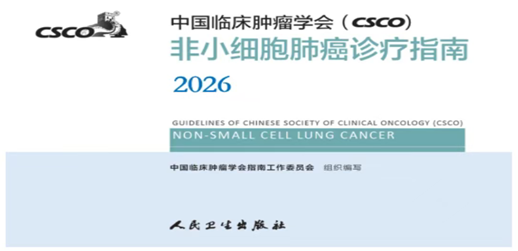 CSCO
中国临床肿瘤学会（CSCO）
非小细胞肺癌诊疗指南
2026
GUIDELINES OF CHINESE SOCIETY OF CLINICAL ONCOLOGY (CSCO)
NON-SMALL CELL LUNG CANCER
中国临床肿瘤学会指南工作委员会 组织编写
人民卫生出版社